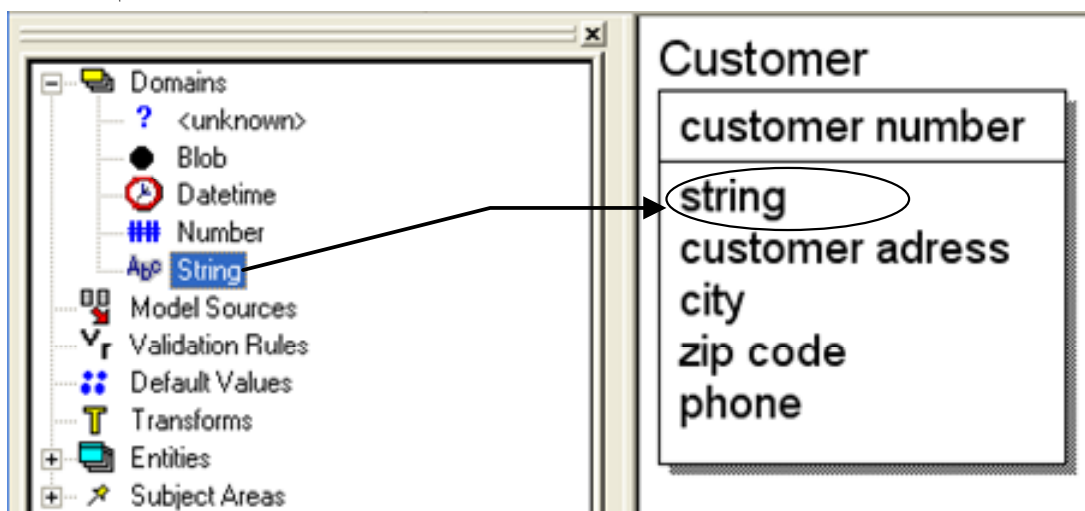 Domains
<unknown>
Blob
Datetime
Number
Abc String
Model Sources
Validation Rules
Default Values
Transforms
Entities
Subject Areas
Customer
customer number
string
customer adress
city
zip code
phone